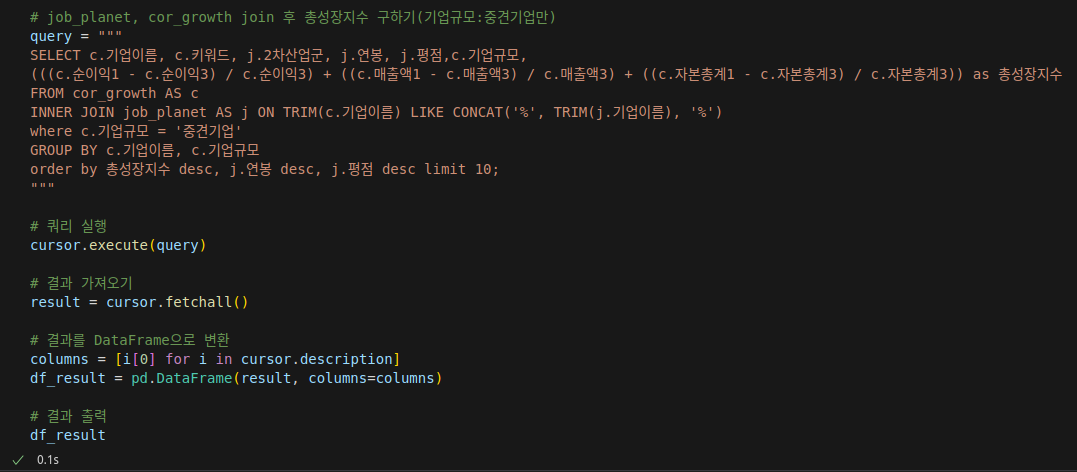 # job_planet, cor_growth join 후 총성장지수 구하기(기업규모:중견기업만)
query = """
SELECT c.기업이름, c.키워드, j.2차산업군, j.연봉, j.평점,c.기업규모,
(((c.순이익1 - c.순이익3) / c.순이익3) + ((c.매출액1 - c.매출액3) / c.매출액3) + ((c.자본총계1 - c.자본총계3) / c.자본총계3)) as 총성장지수
FROM cor_growth AS c
INNER JOIN job_planet AS j ON TRIM(c.기업이름) LIKE CONCAT('%', TRIM(j.기업이름), '%')
where c.기업규모 = '중견기업'
GROUP BY c.기업이름, c.기업규모
order by 총성장지수 desc, j.연봉 desc, j.평점 desc limit 10;
"""
# 쿼리 실행
cursor.execute(query)
# 결과 가져오기
result = cursor.fetchall()
# 결과를 DataFrame으로 변환
columns = [i[0] for i in cursor.description]
df_result = pd.DataFrame(result, columns=columns)
# 결과 출력
df_result
✓ 0.1s